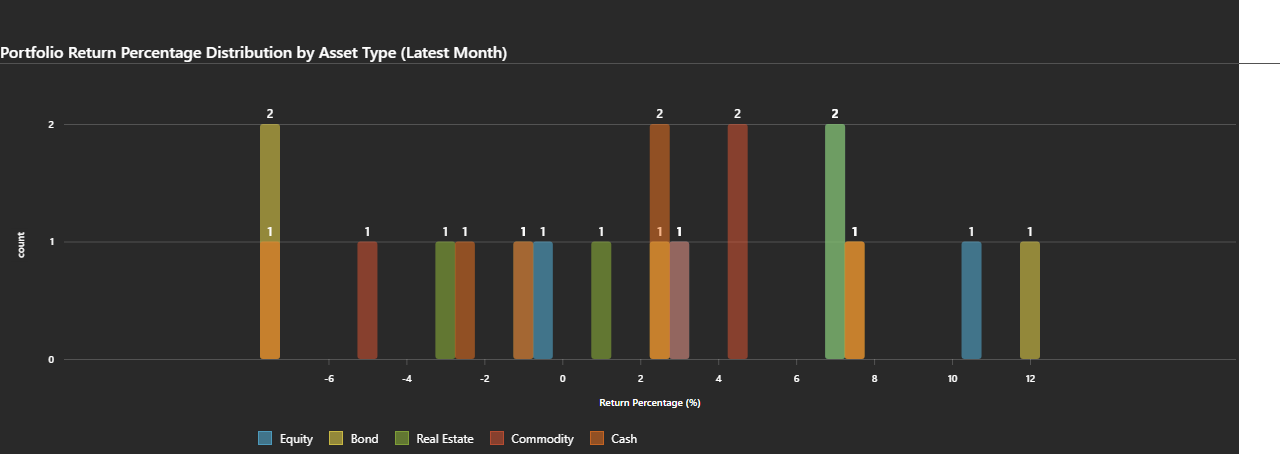 Portfolio Return Percentage Distribution by Asset Type (Latest Month)
2 2 2 2
2
1 1 1 1 1 1 1 1 1 1 1 1
1
count
0
-6 -4 -2 0 2 4 6 8 10 12
Return Percentage (%)
Equity Bond Real Estate Commodity Cash